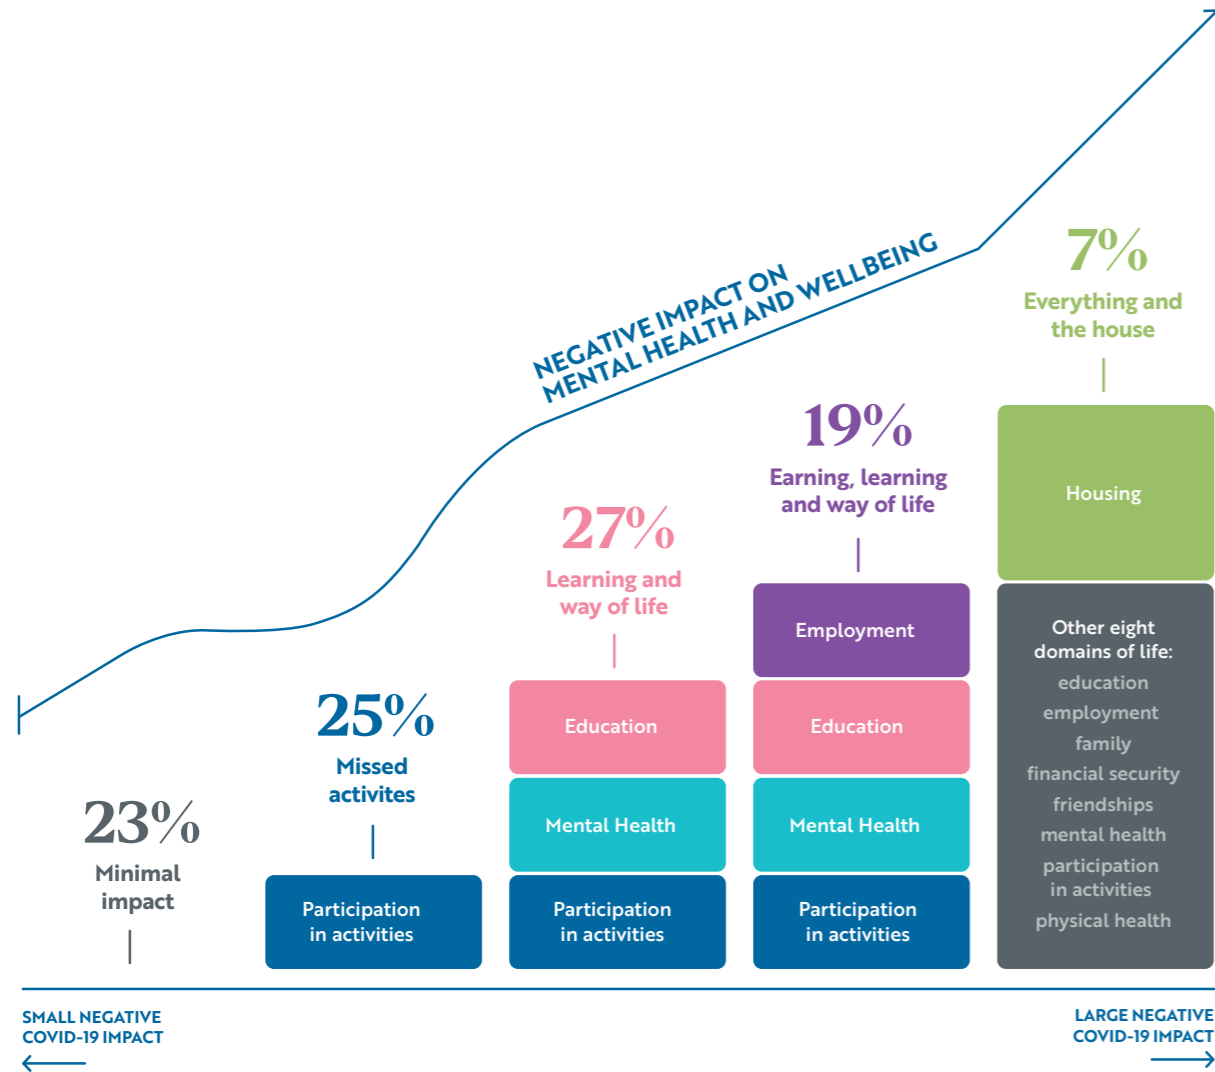 NEGATIVE IMPACT ON
MENTAL HEALTH AND WELLBEING
23%
Minimal
impact
25%
Missed
activites
Participation
in activities
27%
Learning and
way of life
Education
Mental Health
Participation
in activities
19%
Earning, learning
and way of life
Employment
Education
Mental Health
Participation
in activities
7%
Everything and
the house
Housing
Other eight
domains of life:
education
employment
family
financial security
friendships
mental health
participation
in activities
physical health
SMALL NEGATIVE
COVID-19 IMPACT
LARGE NEGATIVE
COVID-19 IMPACT